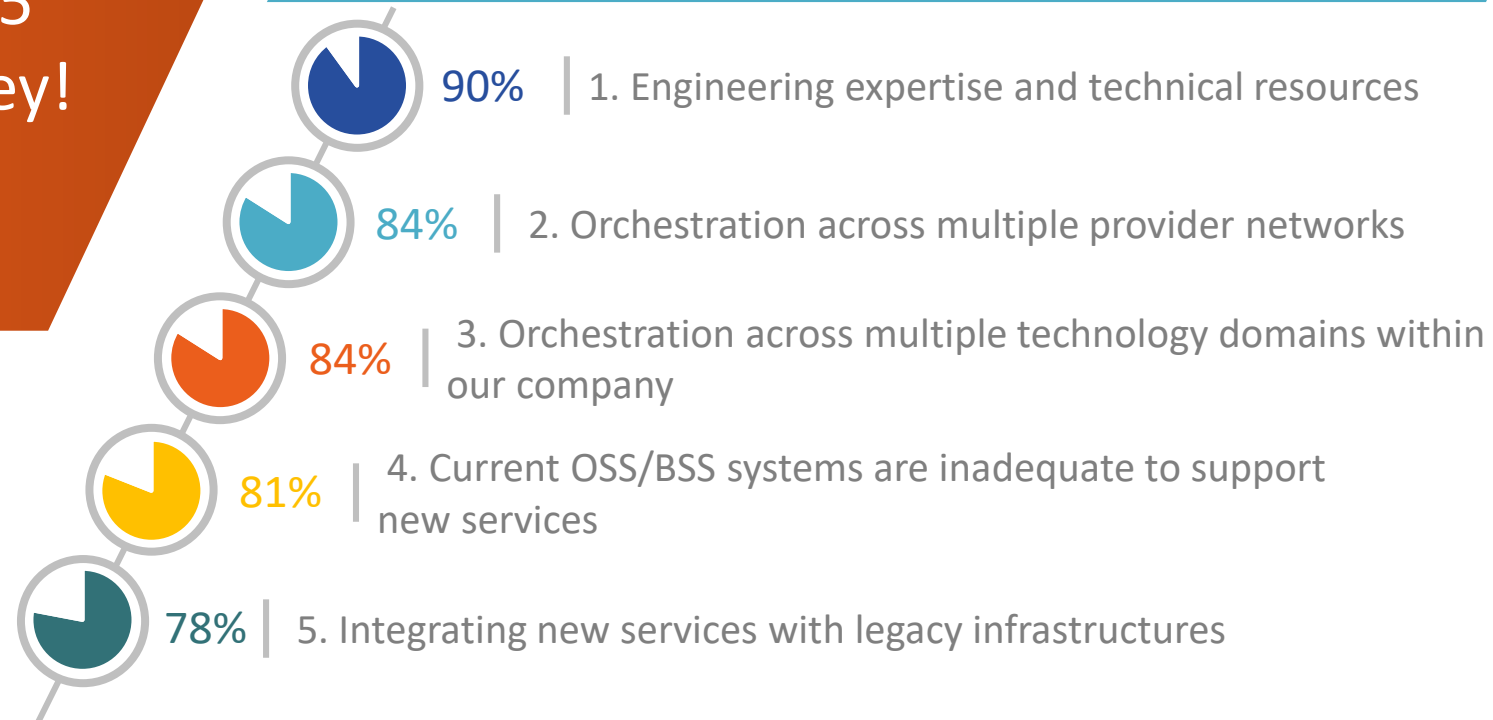 ey!
90%
1. Engineering expertise and technical resources
84%
2. Orchestration across multiple provider networks
84%
3. Orchestration across multiple technology domains within
our company
81%
4. Current OSS/BSS systems are inadequate to support
new services
78%
5. Integrating new services with legacy infrastructures